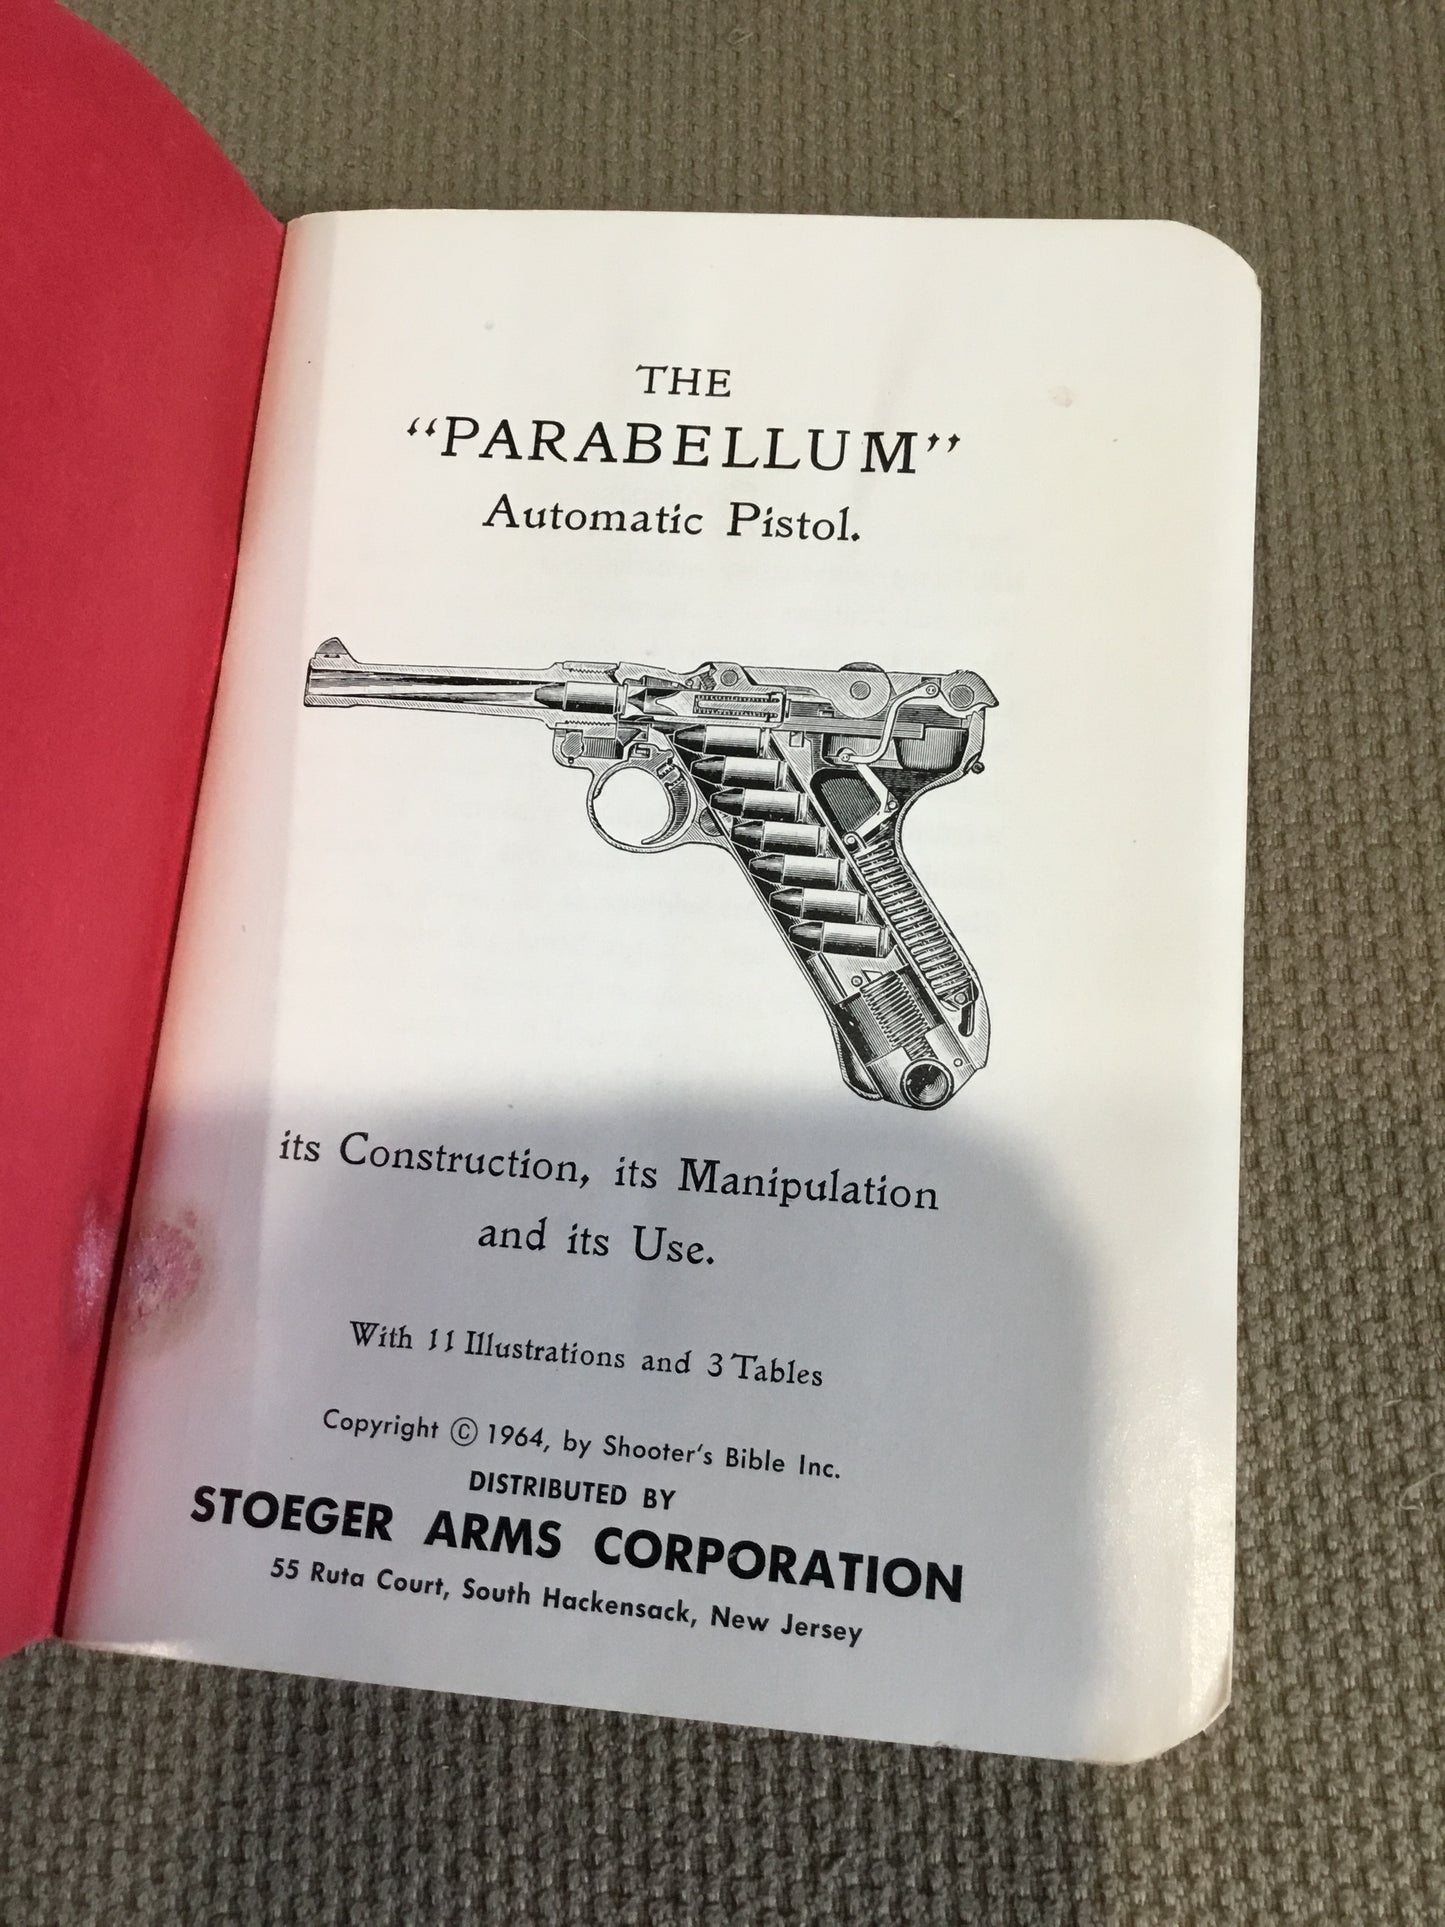 THE
“PARABELLUM”
Automatic Pistol.
its Construction, its Manipulation
and its Use.
With 11 Illustrations and 3 Tables
Copyright © 1964, by Shooter's Bible Inc.
DISTRIBUTED BY
STOEGER ARMS CORPORATION
55 Ruta Court, South Hackensack, New Jersey